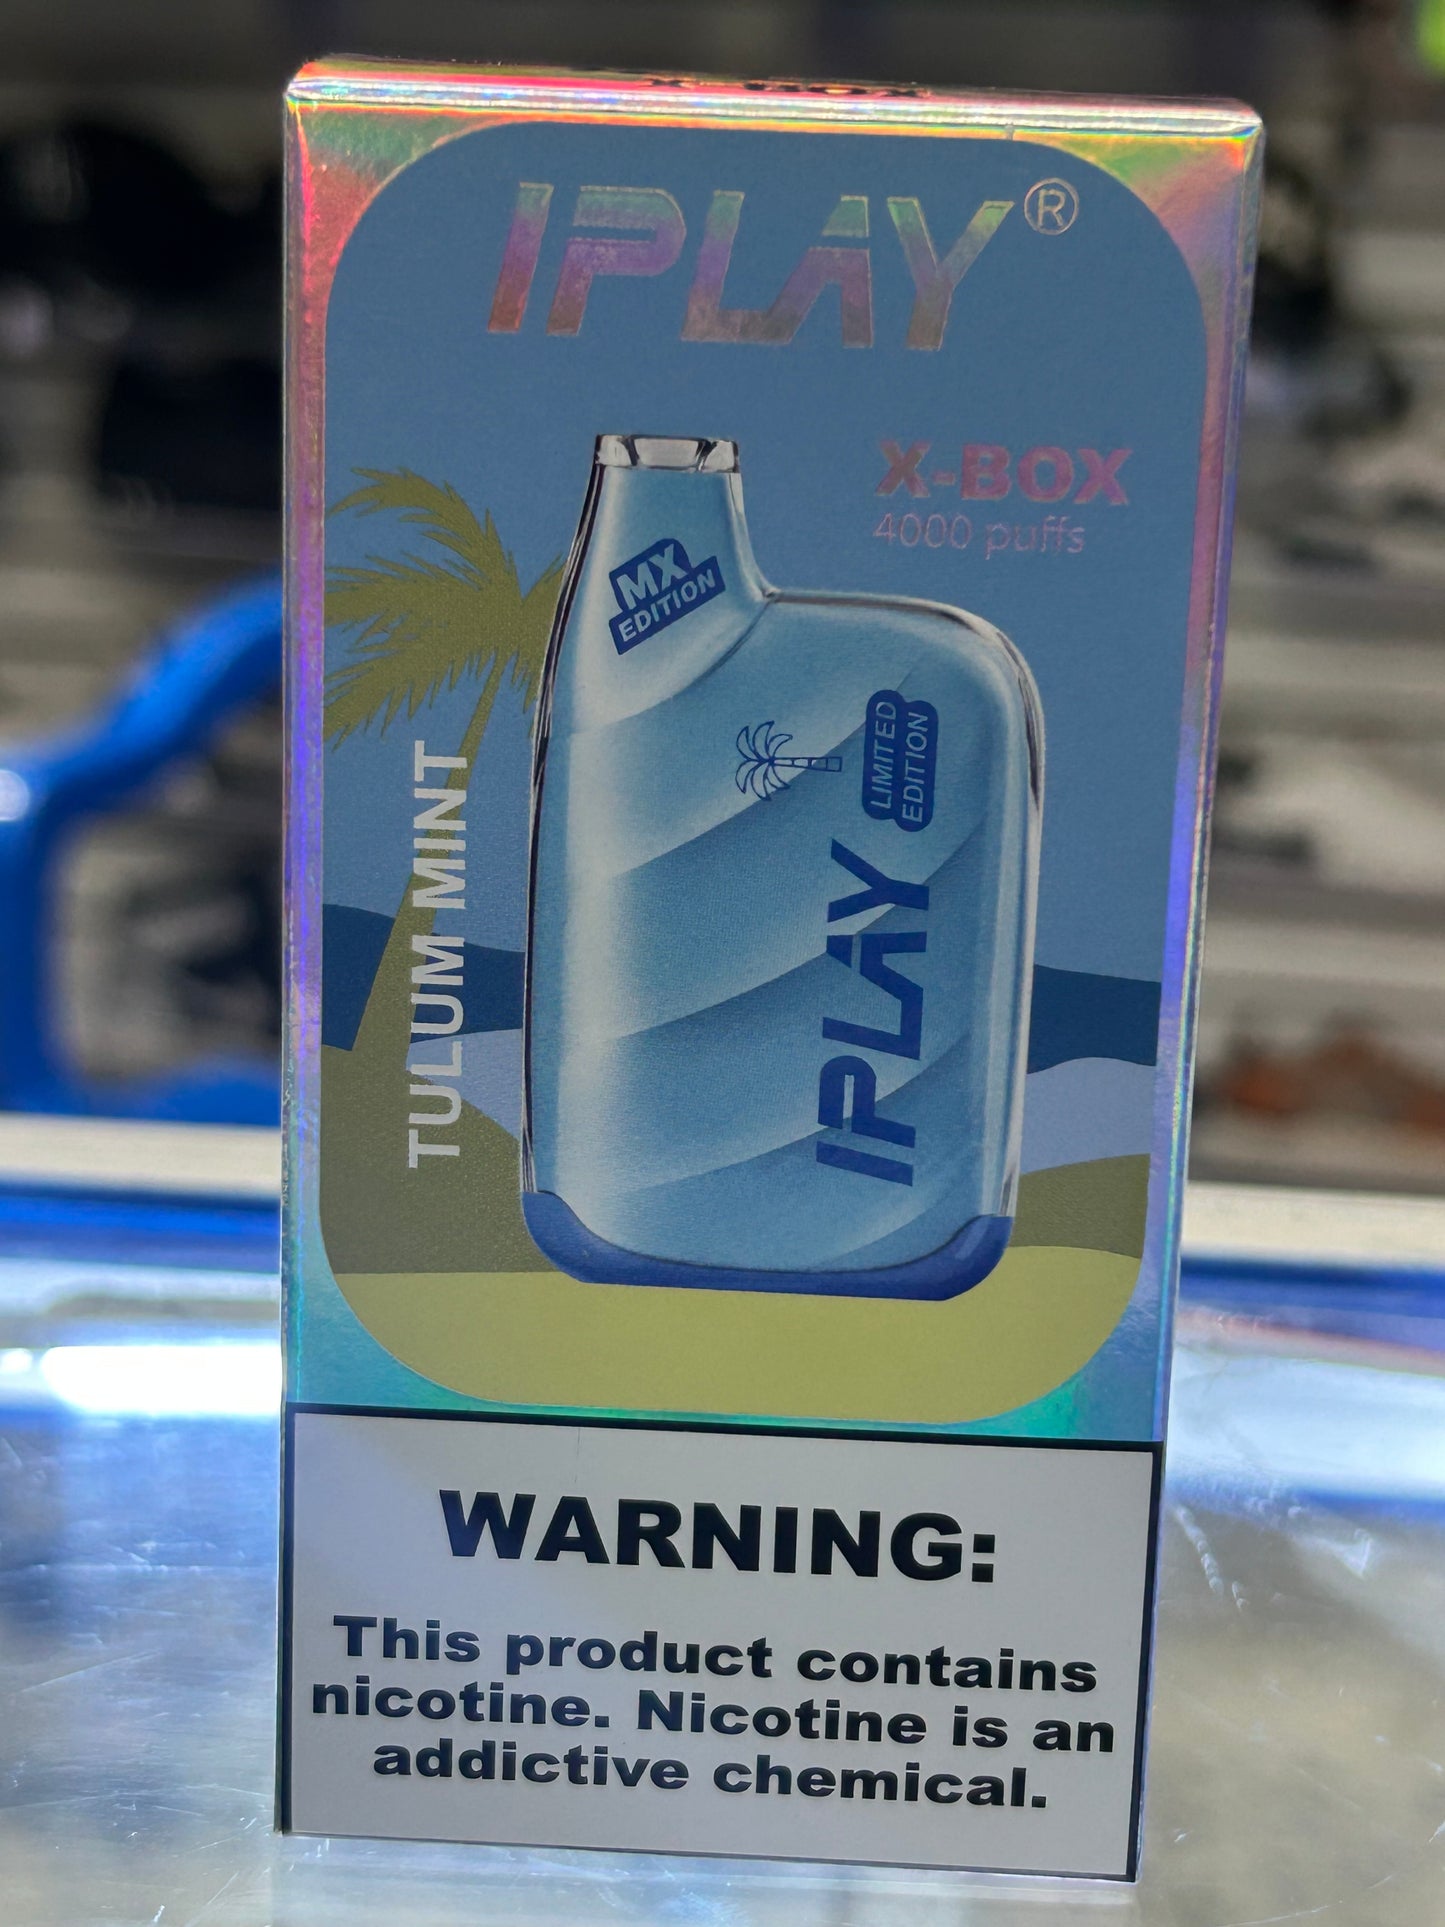 X-BOX
IPLAY®
X-BOX
4000 puffs
MX
EDITION
LIMITED
EDITION
IPLAY
TULUM MINT
WARNING:
This product contains
nicotine. Nicotine is an
addictive chemical.